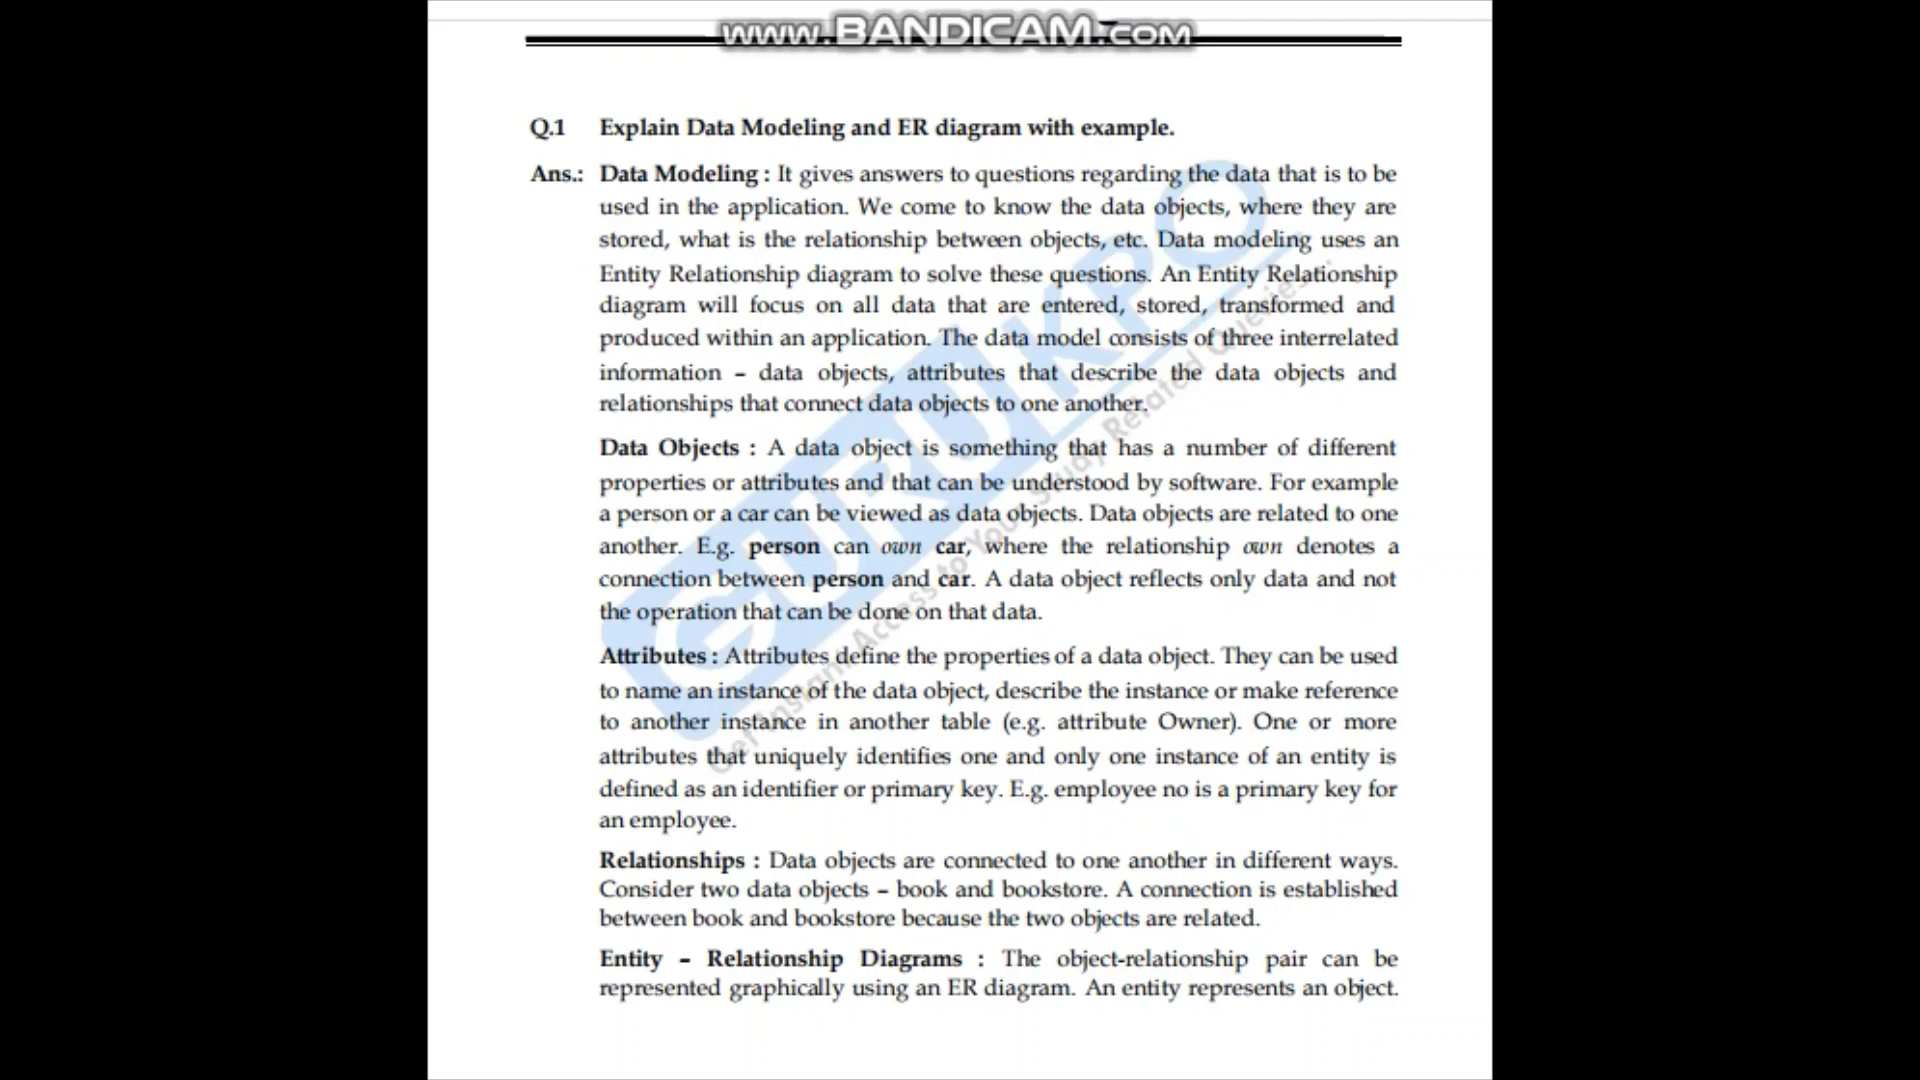 www.BANDICAM.com
Q.1 Explain Data Modeling and ER diagram with example.
Ans.: Data Modeling : It gives answers to questions regarding the data that is to be
used in the application. We come to know the data objects, where they are
stored, what is the relationship between objects, etc. Data modeling uses an
Entity Relationship diagram to solve these questions. An Entity Relationship
diagram will focus on all data that are entered, stored, transformed and
produced within an application. The data model consists of three interrelated
information – data objects, attributes that describe the data objects and
relationships that connect data objects to one another.
Data Objects : A data object is something that has a number of different
properties or attributes and that can be understood by software. For example
a person or a car can be viewed as data objects. Data objects are related to one
another. E.g. person can own car, where the relationship own denotes a
connection between person and car. A data object reflects only data and not
the operation that can be done on that data.
Attributes : Attributes define the properties of a data object. They can be used
to name an instance of the data object, describe the instance or make reference
to another instance in another table (e.g. attribute Owner). One or more
attributes that uniquely identifies one and only one instance of an entity is
defined as an identifier or primary key. E.g. employee no is a primary key for
an employee.
Relationships : Data objects are connected to one another in different ways.
Consider two data objects – book and bookstore. A connection is established
between book and bookstore because the two objects are related.
Entity – Relationship Diagrams : The object-relationship pair can be
represented graphically using an ER diagram. An entity represents an object.
GURUKPO
Get Instant Access to Your Study Related Queries.